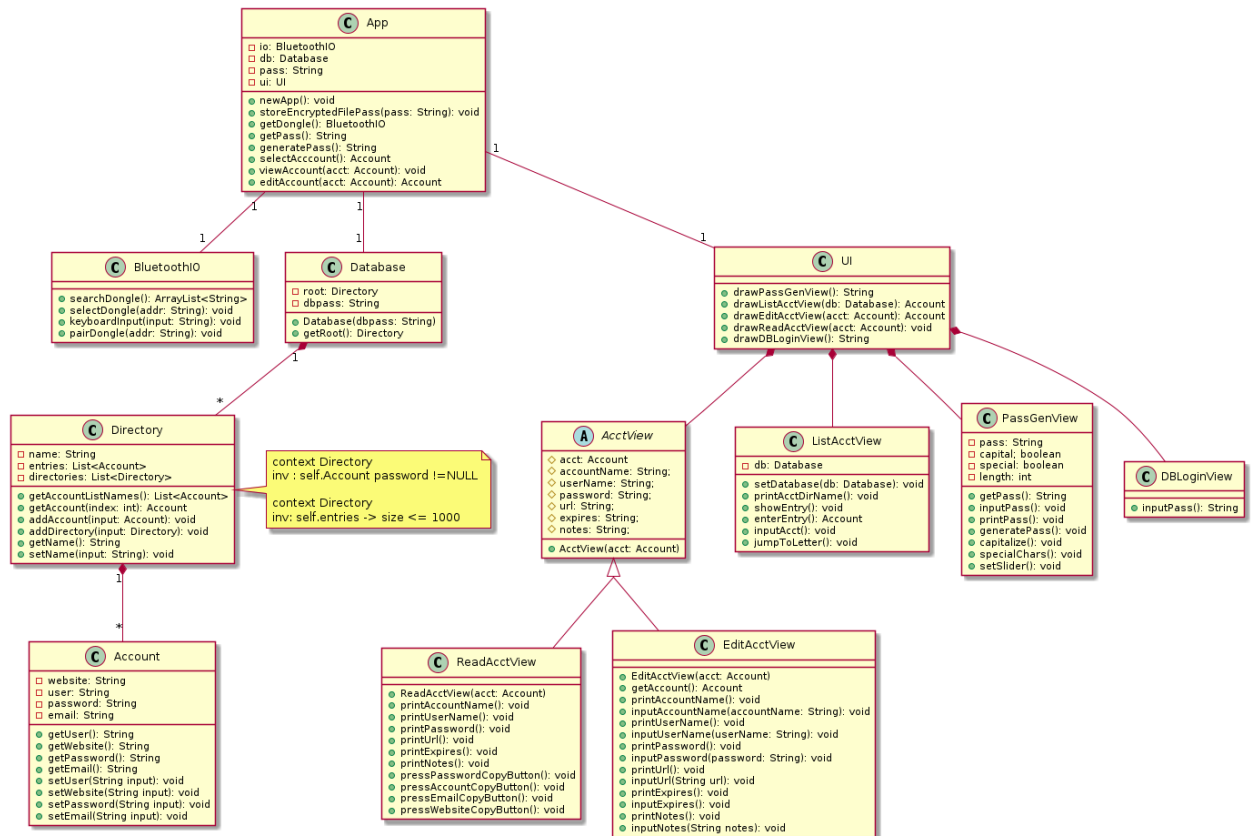 C App
io: BluetoothIO
db: Database
pass: String
ui: UI
newApp(): void
storeEncryptedFilePass(pass: String): void
getDongle(): BluetoothIO
getPass(): String
generatePass(): String
selectAcccount(): Account
viewAccount(acct: Account): void
editAccount(acct: Account): Account
1
1
1
1
1
1
C BluetoothIO
searchDongle(): ArrayList<String>
selectDongle(addr: String): void
keyboardInput(input: String): void
pairDongle(addr: String): void
C Database
root: Directory
dbpass: String
Database(dbpass: String)
getRoot(): Directory
1
*
C UI
drawPassGenView(): String
drawListAcctView(db: Database): Account
drawEditAcctView(acct: Account): Account
drawReadAcctView(acct: Account): void
drawDBLoginView(): String
C Directory
name: String
entries: List<Account>
directories: List<Directory>
getAccountListNames(): List<Account>
getAccount(index: int): Account
addAccount(input: Account): void
addDirectory(input: Directory): void
getName(): String
setName(input: String): void
1
*
context Directory
inv : self.Account password !=NULL
context Directory
inv: self.entries -> size <= 1000
A AcctView
acct: Account
accountName: String;
userName: String;
password: String;
url: String;
expires: String;
notes: String;
AcctView(acct: Account)
C ListAcctView
db: Database
setDatabase(db: Database): void
printAcctDirName(): void
showEntry(): void
enterEntry(): Account
inputAcct(): void
jumpToLetter(): void
C PassGenView
pass: String
capital; boolean
special: boolean
length: int
getPass(): String
inputPass(): void
printPass(): void
generatePass(): void
capitalize(): void
specialChars(): void
setSlider(): void
C DBLoginView
inputPass(): String
C Account
website: String
user: String
password: String
email: String
getUser(): String
getWebsite(): String
getPassword(): String
getEmail(): String
setUser(String input): void
setWebsite(String input): void
setPassword(String input): void
setEmail(String input): void
C ReadAcctView
ReadAcctView(acct: Account)
printAccountName(): void
printUserName(): void
printPassword(): void
printUrl(): void
printExpires(): void
printNotes(): void
pressPasswordCopyButton(): void
pressAccountCopyButton(): void
pressEmailCopyButton(): void
pressWebsiteCopyButton(): void
C EditAcctView
EditAcctView(acct: Account)
getAccount(): Account
printAccountName(): void
inputAccountName(accountName: String): void
printUserName(): void
inputUserName(userName: String): void
printPassword(): void
inputPassword(password: String): void
printUrl(): void
inputUrl(String url): void
printExpires(): void
inputExpires(): void
printNotes(): void
inputNotes(String notes): void